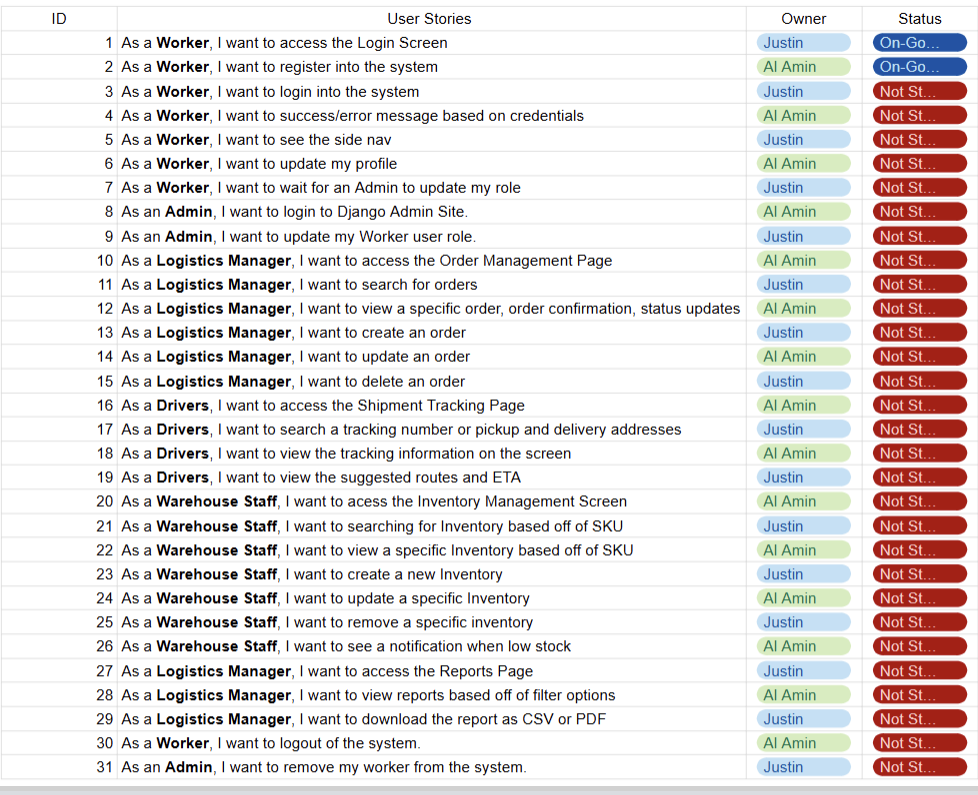 ID User Stories Owner Status
1 As a Worker, I want to access the Login Screen Justin On-Go...
2 As a Worker, I want to register into the system Al Amin On-Go...
3 As a Worker, I want to login into the system Justin Not St...
4 As a Worker, I want to success/error message based on credentials Al Amin Not St...
5 As a Worker, I want to see the side nav Justin Not St...
6 As a Worker, I want to update my profile Al Amin Not St...
7 As a Worker, I want to wait for an Admin to update my role Justin Not St...
8 As an Admin, I want to login to Django Admin Site. Al Amin Not St...
9 As an Admin, I want to update my Worker user role. Justin Not St...
10 As a Logistics Manager, I want to access the Order Management Page Al Amin Not St...
11 As a Logistics Manager, I want to search for orders Justin Not St...
12 As a Logistics Manager, I want to view a specific order, order confirmation, status updates Al Amin Not St...
13 As a Logistics Manager, I want to create an order Justin Not St...
14 As a Logistics Manager, I want to update an order Al Amin Not St...
15 As a Logistics Manager, I want to delete an order Justin Not St...
16 As a Drivers, I want to access the Shipment Tracking Page Al Amin Not St...
17 As a Drivers, I want to search a tracking number or pickup and delivery addresses Justin Not St...
18 As a Drivers, I want to view the tracking information on the screen Al Amin Not St...
19 As a Drivers, I want to view the suggested routes and ETA Justin Not St...
20 As a Warehouse Staff, I want to acess the Inventory Management Screen Al Amin Not St...
21 As a Warehouse Staff, I want to searching for Inventory based off of SKU Justin Not St...
22 As a Warehouse Staff, I want to view a specific Inventory based off of SKU Al Amin Not St...
23 As a Warehouse Staff, I want to create a new Inventory Justin Not St...
24 As a Warehouse Staff, I want to update a specific Inventory Al Amin Not St...
25 As a Warehouse Staff, I want to remove a specific inventory Justin Not St...
26 As a Warehouse Staff, I want to see a notification when low stock Al Amin Not St...
27 As a Logistics Manager, I want to access the Reports Page Justin Not St...
28 As a Logistics Manager, I want to view reports based off of filter options Al Amin Not St...
29 As a Logistics Manager, I want to download the report as CSV or PDF Justin Not St...
30 As a Worker, I want to logout of the system. Al Amin Not St...
31 As an Admin, I want to remove my worker from the system. Justin Not St...